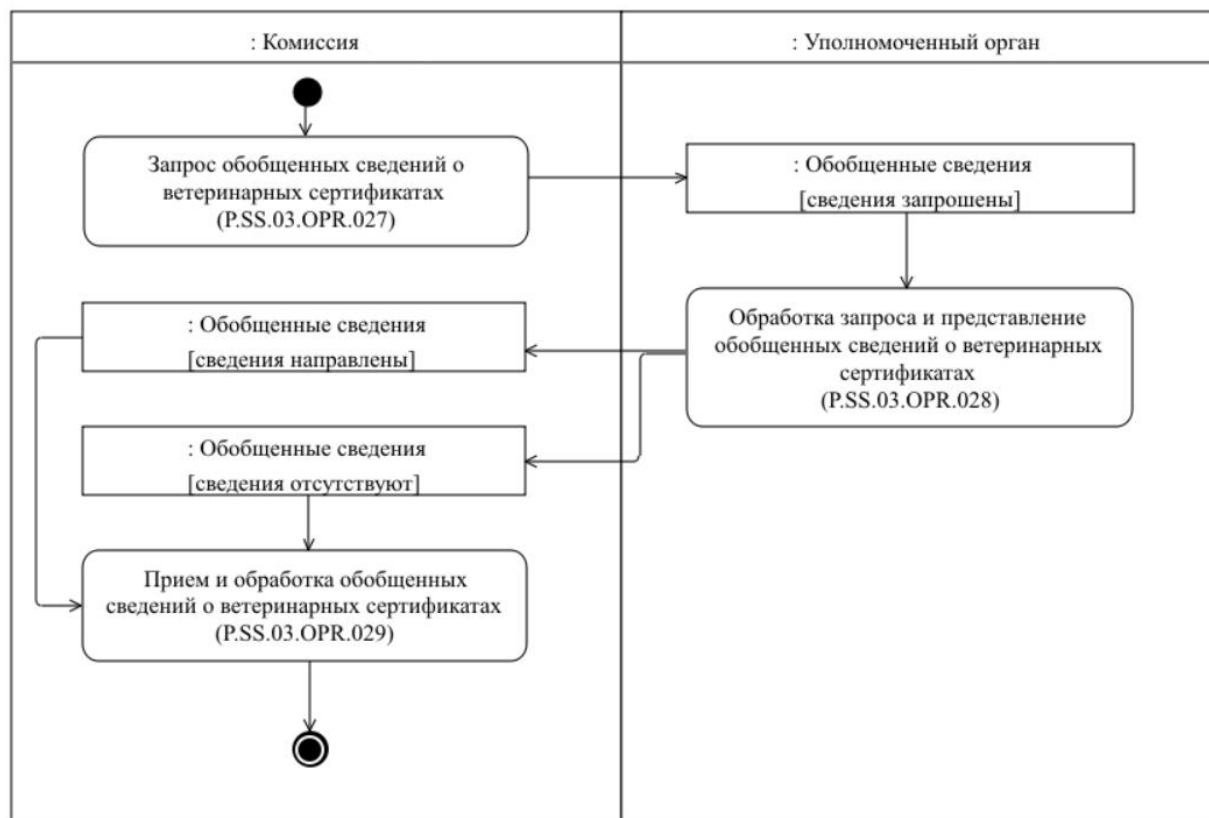 : Комиссия
: Уполномоченный орган
Запрос обобщенных сведений о
ветеринарных сертификатах
(P.SS.03.OPR.027)
: Обобщенные сведения
[сведения запрошены]
: Обобщенные сведения
[сведения направлены]
Обработка запроса и представление
обобщенных сведений о ветеринарных
сертификатах
(P.SS.03.OPR.028)
: Обобщенные сведения
[сведения отсутствуют]
Прием и обработка обобщенных
сведений о ветеринарных сертификатах
(P.SS.03.OPR.029)